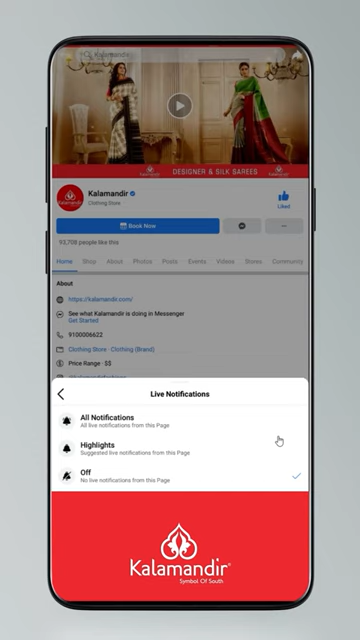 Kalamandir
DESIGNER & SILK SAREES
Kalamandir
Clothing Store
Liked
Book Now
93,708 people like this
Home Shop About Photos Posts Events Videos Stores Community
About
https://kalamandir.com/
See what Kalamandir is doing in Messenger
Get Started
9100006622
Clothing Store · Clothing (Brand)
Price Range · $$
Live Notifications
All Notifications
All live notifications from this Page
Highlights
Suggested live notifications from this Page
Off
No live notifications from this Page
Kalamandir
Symbol Of South